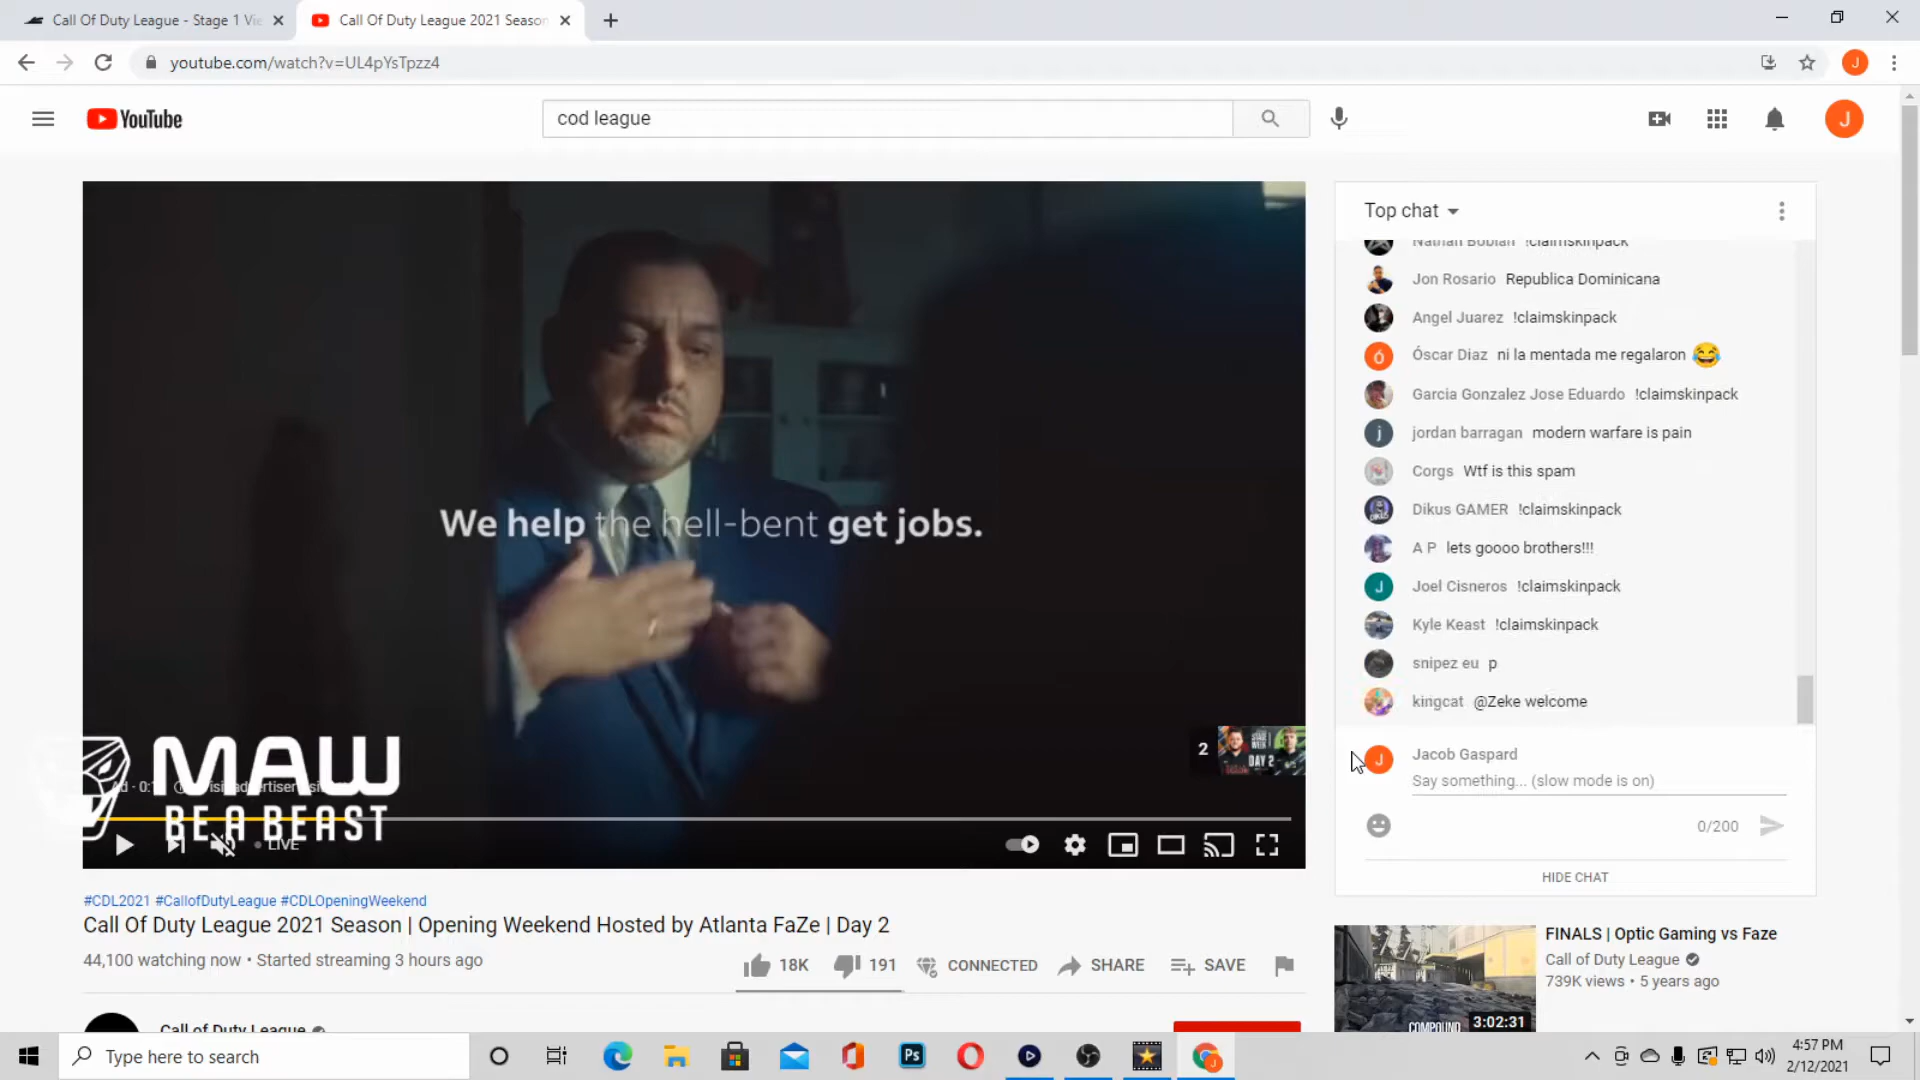 Call Of Duty League - Stage 1 Vie
Call Of Duty League 2021 Season
youtube.com/watch?v=UL4pYsTpzz4
J
YouTube
cod league
J
We help the hell-bent get jobs.
2
DAY 2
MAW
BE A BEAST
LIVE
Top chat
Nathan Bobian !claimskinpack
Jon Rosario Republica Dominicana
Angel Juarez !claimskinpack
ó Óscar Diaz ni la mentada me regalaron 😂
Garcia Gonzalez Jose Eduardo !claimskinpack
j jordan barragan modern warfare is pain
Corgs Wtf is this spam
Dikus GAMER !claimskinpack
A P lets goooo brothers!!!
J Joel Cisneros !claimskinpack
Kyle Keast !claimskinpack
snipez eu p
kingcat @Zeke welcome
J Jacob Gaspard
Say something... (slow mode is on)
0/200
HIDE CHAT
#CDL2021 #CallofDutyLeague #CDLOpeningWeekend
Call Of Duty League 2021 Season | Opening Weekend Hosted by Atlanta FaZe | Day 2
44,100 watching now • Started streaming 3 hours ago
18K 191 CONNECTED SHARE SAVE
Call of Duty League
FINALS | Optic Gaming vs Faze
Call of Duty League
739K views • 5 years ago
COMPOUND
3:02:31
Type here to search
Ps
J
4:57 PM
2/12/2021